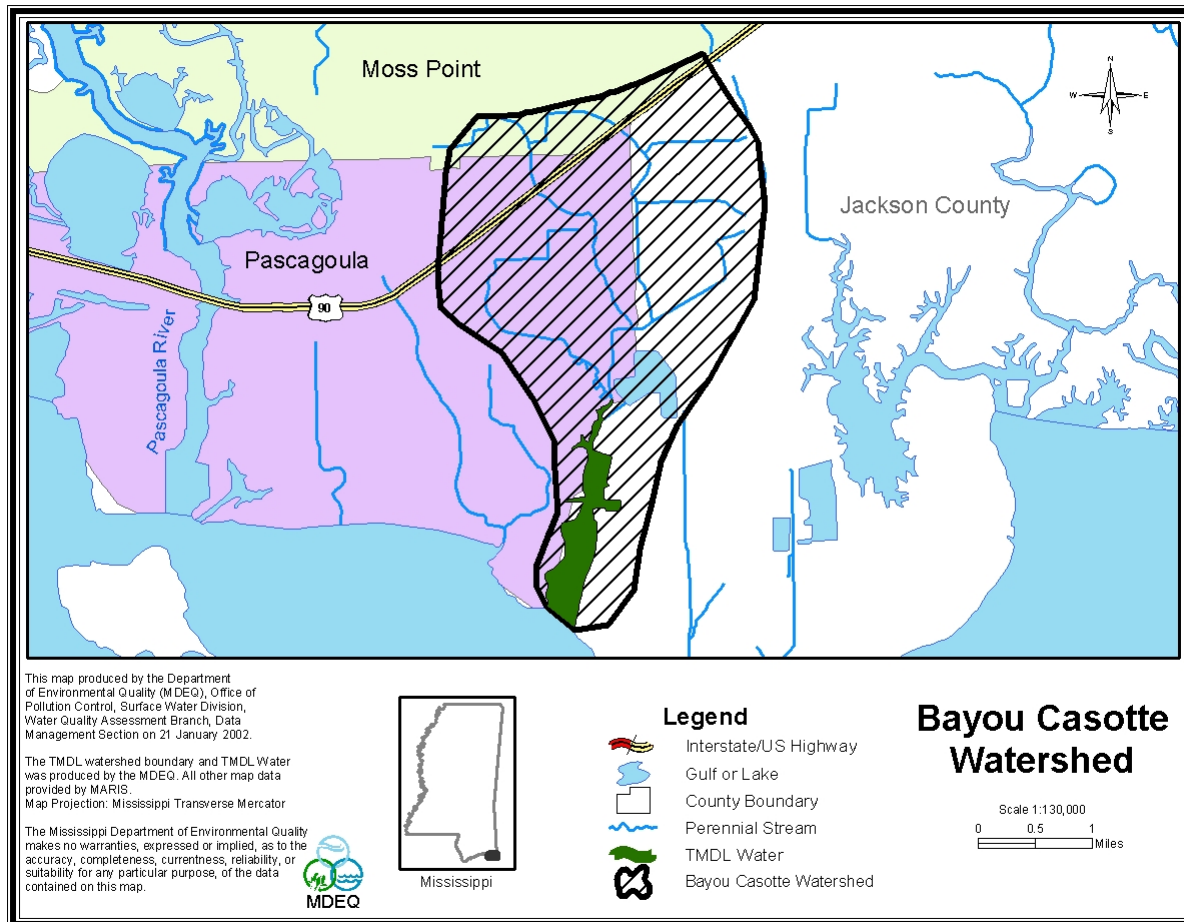 Moss Point
N
W
E
S
Jackson County
Pascagoula
90
Pascagoula River
This map produced by the Department
of Environmental Quality (MDEQ), Office of
Pollution Control, Surface Water Division,
Water Quality Assessment Branch, Data
Management Section on 21 January 2002.
The TMDL watershed boundary and TMDL Water
was produced by the MDEQ. All other map data
provided by MARIS.
Map Projection: Mississippi Transverse Mercator
The Mississippi Department of Environmental Quality
makes no warranties, expressed or implied, as to the
accuracy, completeness, currentness, reliability, or
suitability for any particular purpose, of the data
contained on this map.
MDEQ
Mississippi
Legend
Interstate/US Highway
Gulf or Lake
County Boundary
Perennial Stream
TMDL Water
Bayou Casotte Watershed
Bayou Casotte
Watershed
Scale 1:130,000
0 0.5 1
Miles